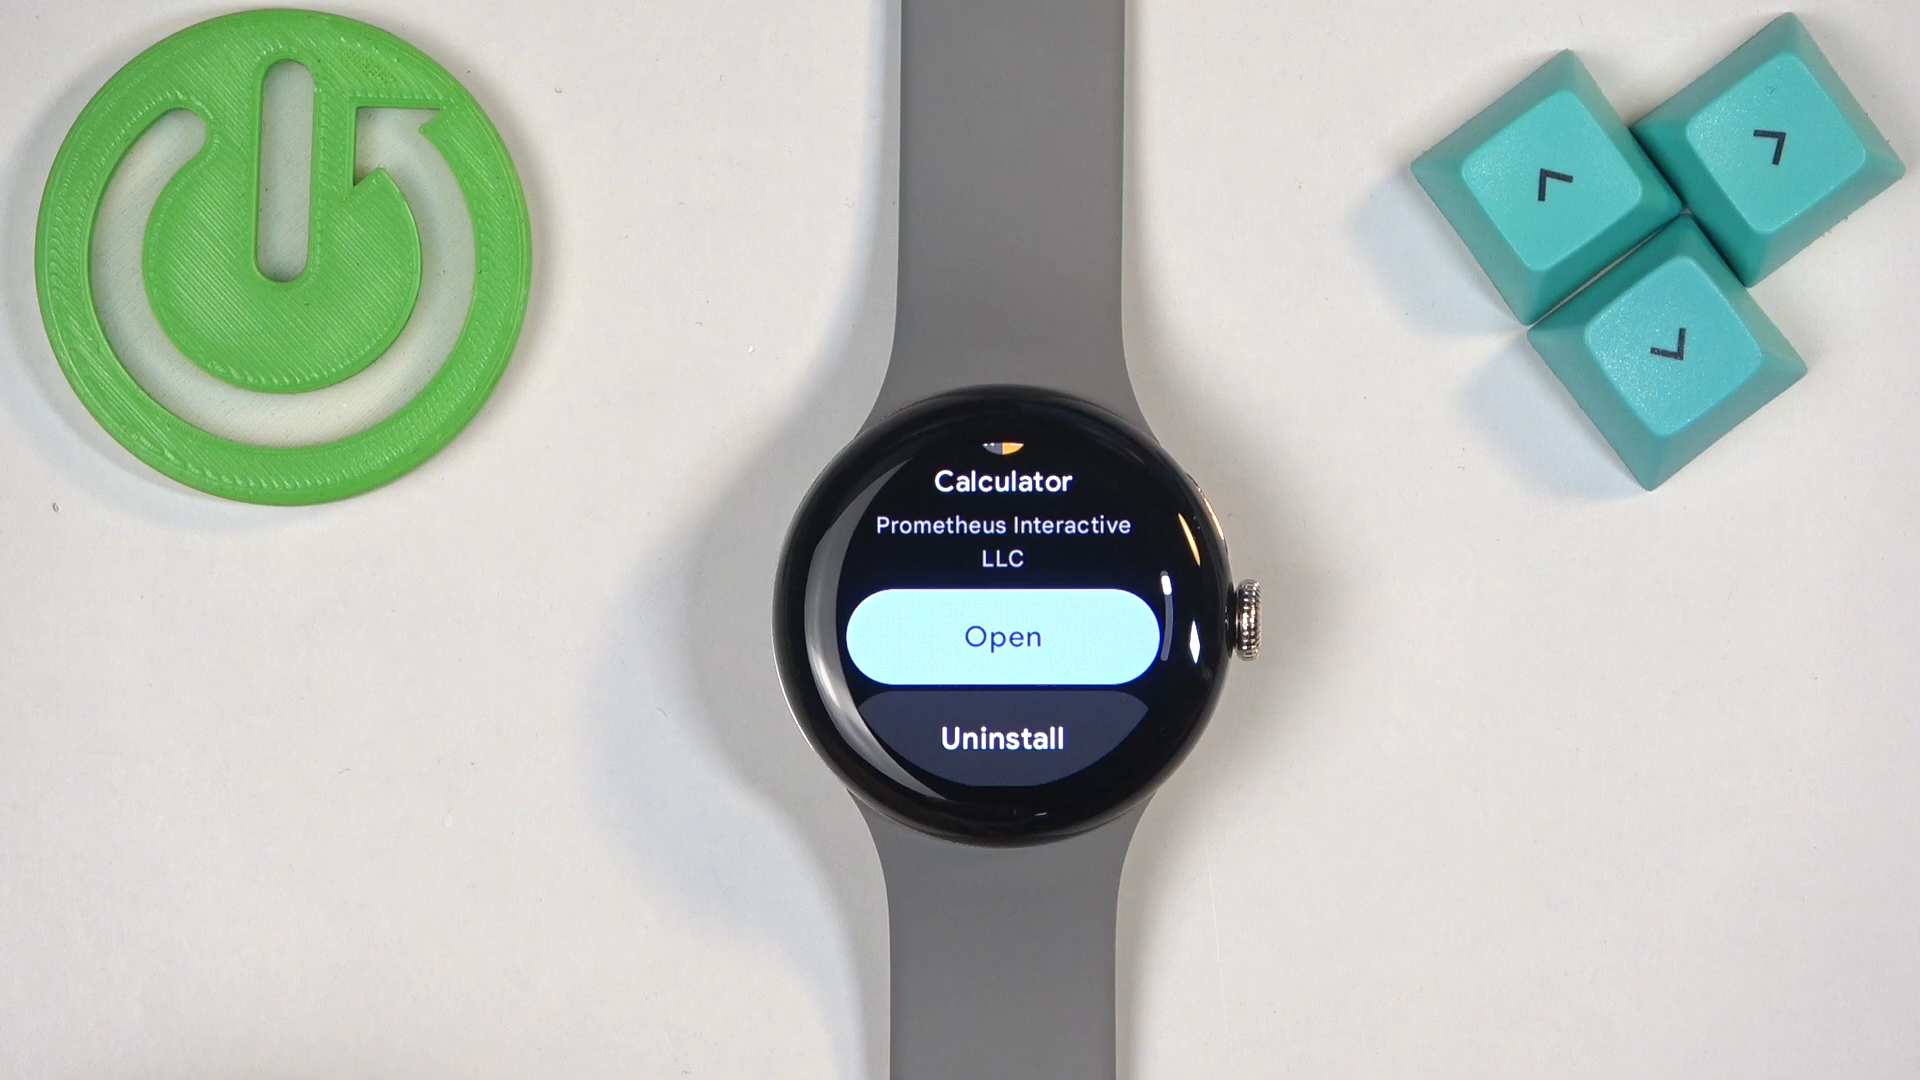 Calculator
Prometheus Interactive
LLC
Open
Uninstall